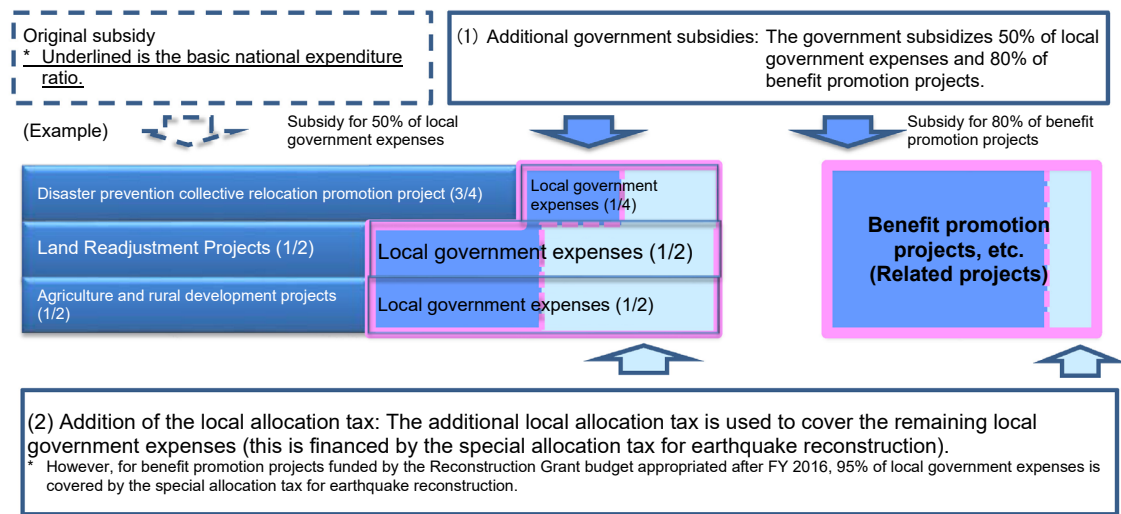 Original subsidy
* Underlined is the basic national expenditure
ratio.
(1) Additional government subsidies: The government subsidizes 50% of local
government expenses and 80% of
benefit promotion projects.
(Example)
Subsidy for 50% of local
government expenses
Subsidy for 80% of benefit
promotion projects
Disaster prevention collective relocation promotion project (3/4)
Local government
expenses (1/4)
Land Readjustment Projects (1/2)
Local government expenses (1/2)
Agriculture and rural development projects
(1/2)
Local government expenses (1/2)
Benefit promotion
projects, etc.
(Related projects)
(2) Addition of the local allocation tax: The additional local allocation tax is used to cover the remaining local
government expenses (this is financed by the special allocation tax for earthquake reconstruction).
* However, for benefit promotion projects funded by the Reconstruction Grant budget appropriated after FY 2016, 95% of local government expenses is
covered by the special allocation tax for earthquake reconstruction.